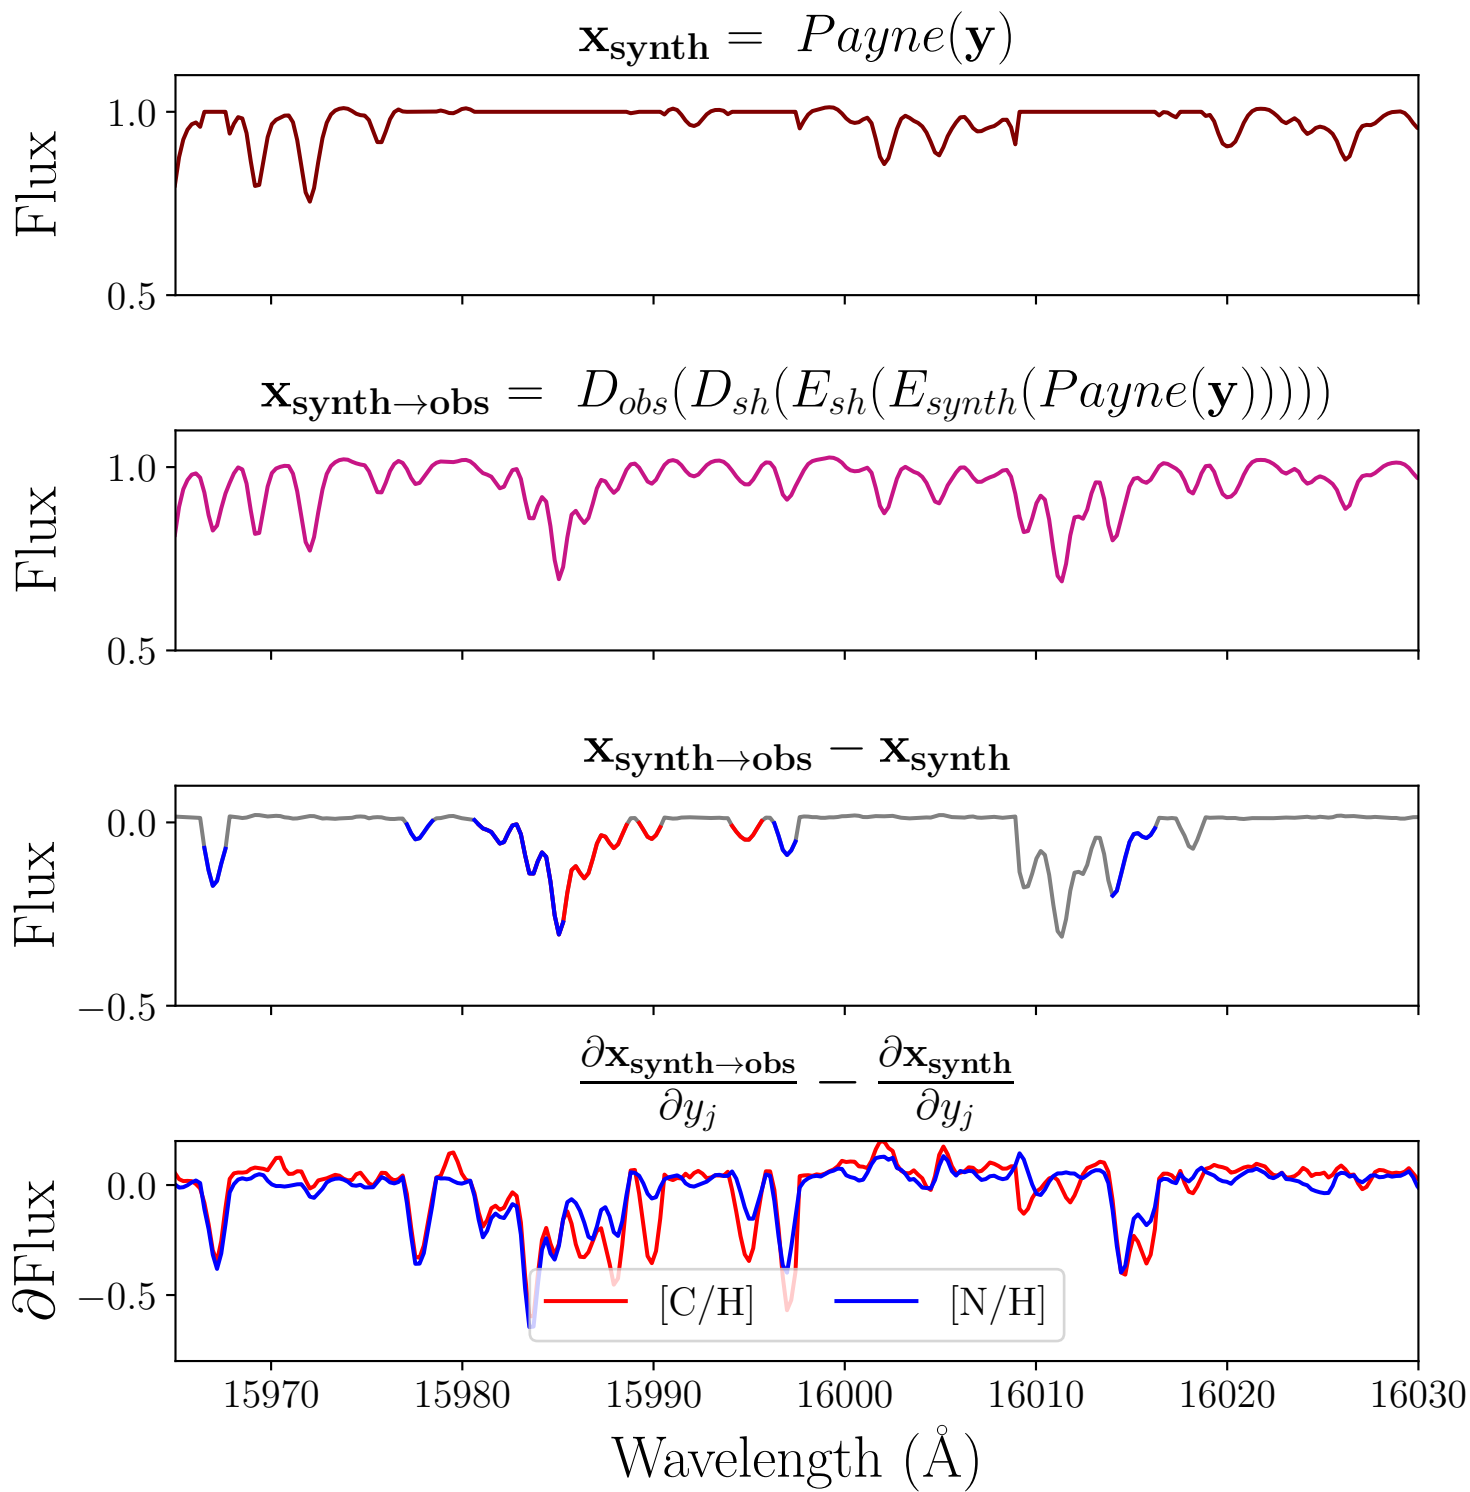 x_synth = Payne(y)
1.0
Flux
0.5
x_synth→obs = D_obs(D_sh(E_sh(E_synth(Payne(y)))))
1.0
Flux
0.5
x_synth→obs − x_synth
0.0
Flux
−0.5
∂x_synth→obs/∂y_j − ∂x_synth/∂y_j
0.0
∂Flux
−0.5
[C/H] [N/H]
15970 15980 15990 16000 16010 16020 16030
Wavelength (Å)